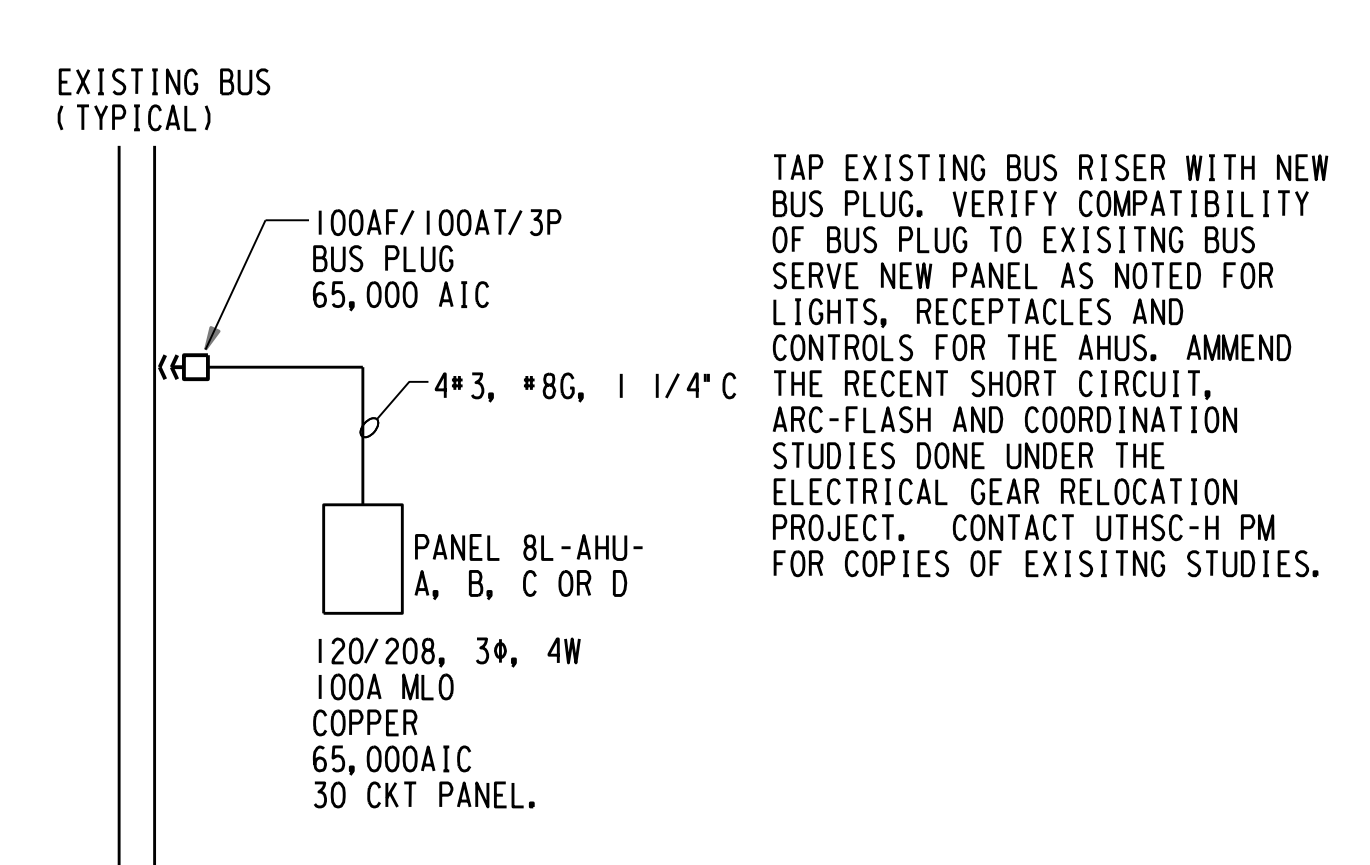 EXISTING BUS
(TYPICAL)
100AF/100AT/3P
BUS PLUG
65,000 AIC
4#3, #8G, 1 1/4" C
PANEL 8L-AHU-
A, B, C OR D
120/208, 3Φ, 4W
100A MLO
COPPER
65,000AIC
30 CKT PANEL.
TAP EXISTING BUS RISER WITH NEW
BUS PLUG. VERIFY COMPATIBILITY
OF BUS PLUG TO EXISITNG BUS
SERVE NEW PANEL AS NOTED FOR
LIGHTS, RECEPTACLES AND
CONTROLS FOR THE AHUS. AMMEND
THE RECENT SHORT CIRCUIT,
ARC-FLASH AND COORDINATION
STUDIES DONE UNDER THE
ELECTRICAL GEAR RELOCATION
PROJECT. CONTACT UTHSC-H PM
FOR COPIES OF EXISITNG STUDIES.